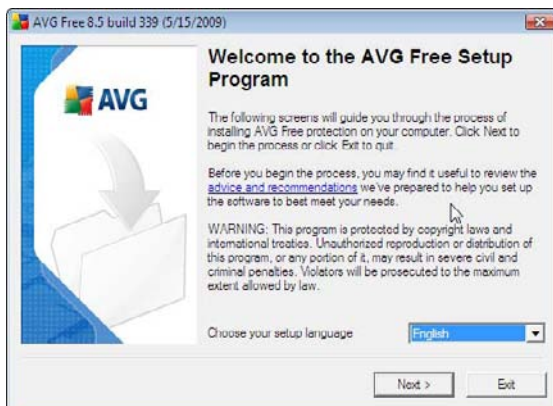 AVG Free 8.5 build 339 (5/15/2009)
AVG
Welcome to the AVG Free Setup
Program
The following screens will guide you through the process of
installing AVG Free protection on your computer. Click Next to
begin the process or click Exit to quit.
Before you begin the process, you may find it useful to review the
advice and recommendations we've prepared to help you set up
the software to best meet your needs.
WARNING: This program is protected by copyright laws and
international treaties. Unauthorized reproduction or distribution of
this program, or any portion of it, may result in severe civil and
criminal penalties. Violators will be prosecuted to the maximum
extent allowed by law.
Choose your setup language
English
Next >
Exit